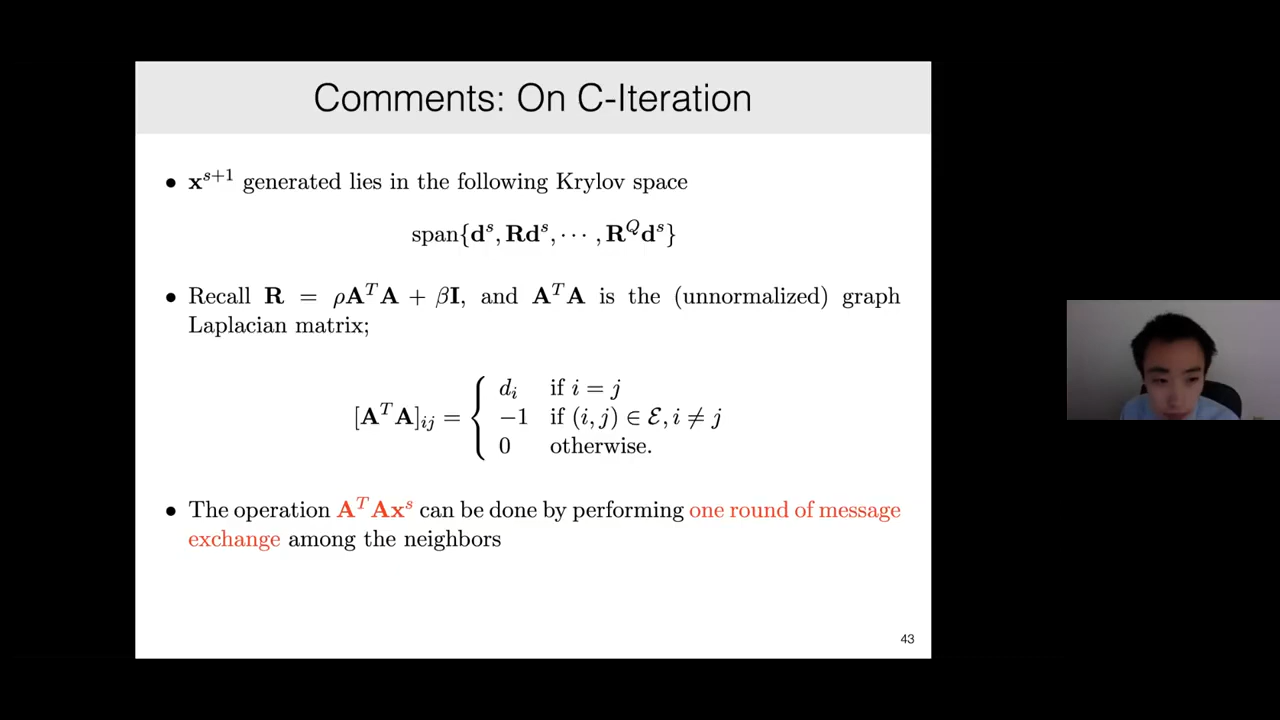 Comments: On C-Iteration
• x^{s+1} generated lies in the following Krylov space
span{d^s, Rd^s, ··· , R^Q d^s}
• Recall R = ρA^T A + βI, and A^T A is the (unnormalized) graph
Laplacian matrix;
[A^T A]_{ij} = { d_i if i = j
−1 if (i, j) ∈ ℰ, i ≠ j
0 otherwise.
• The operation A^T Ax^s can be done by performing one round of message
exchange among the neighbors
43